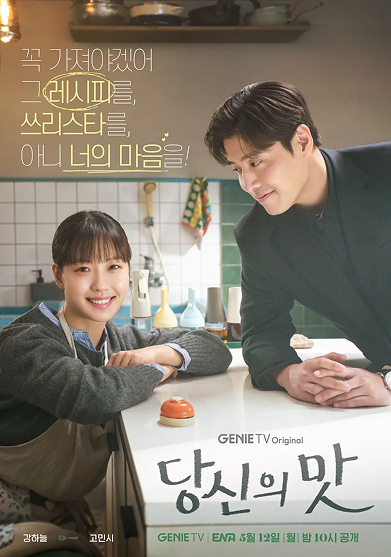 꼭 가져야겠어
그 레시피를,
쓰리스타를,
아니 너의 마음을!
GENIE TV Original
당신의 맛
강하늘 고민시
GENIE TV ENA 5월 12일 월 밤 10시 공개